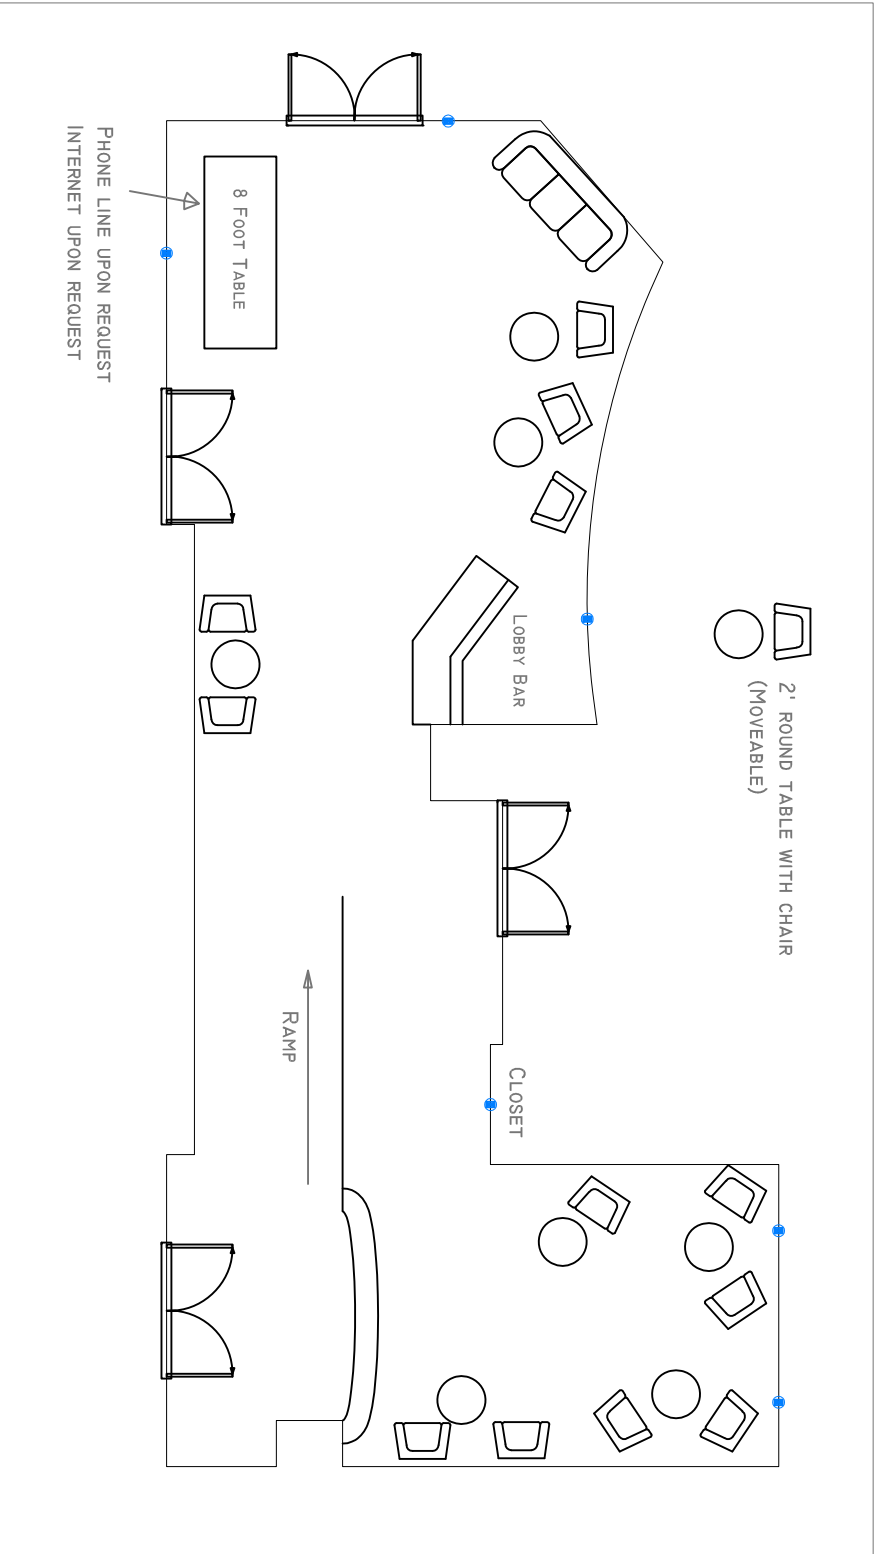 Phone line upon request
Internet upon request
8 Foot Table
Lobby Bar
2' round table with chair
(Moveable)
Ramp
Closet